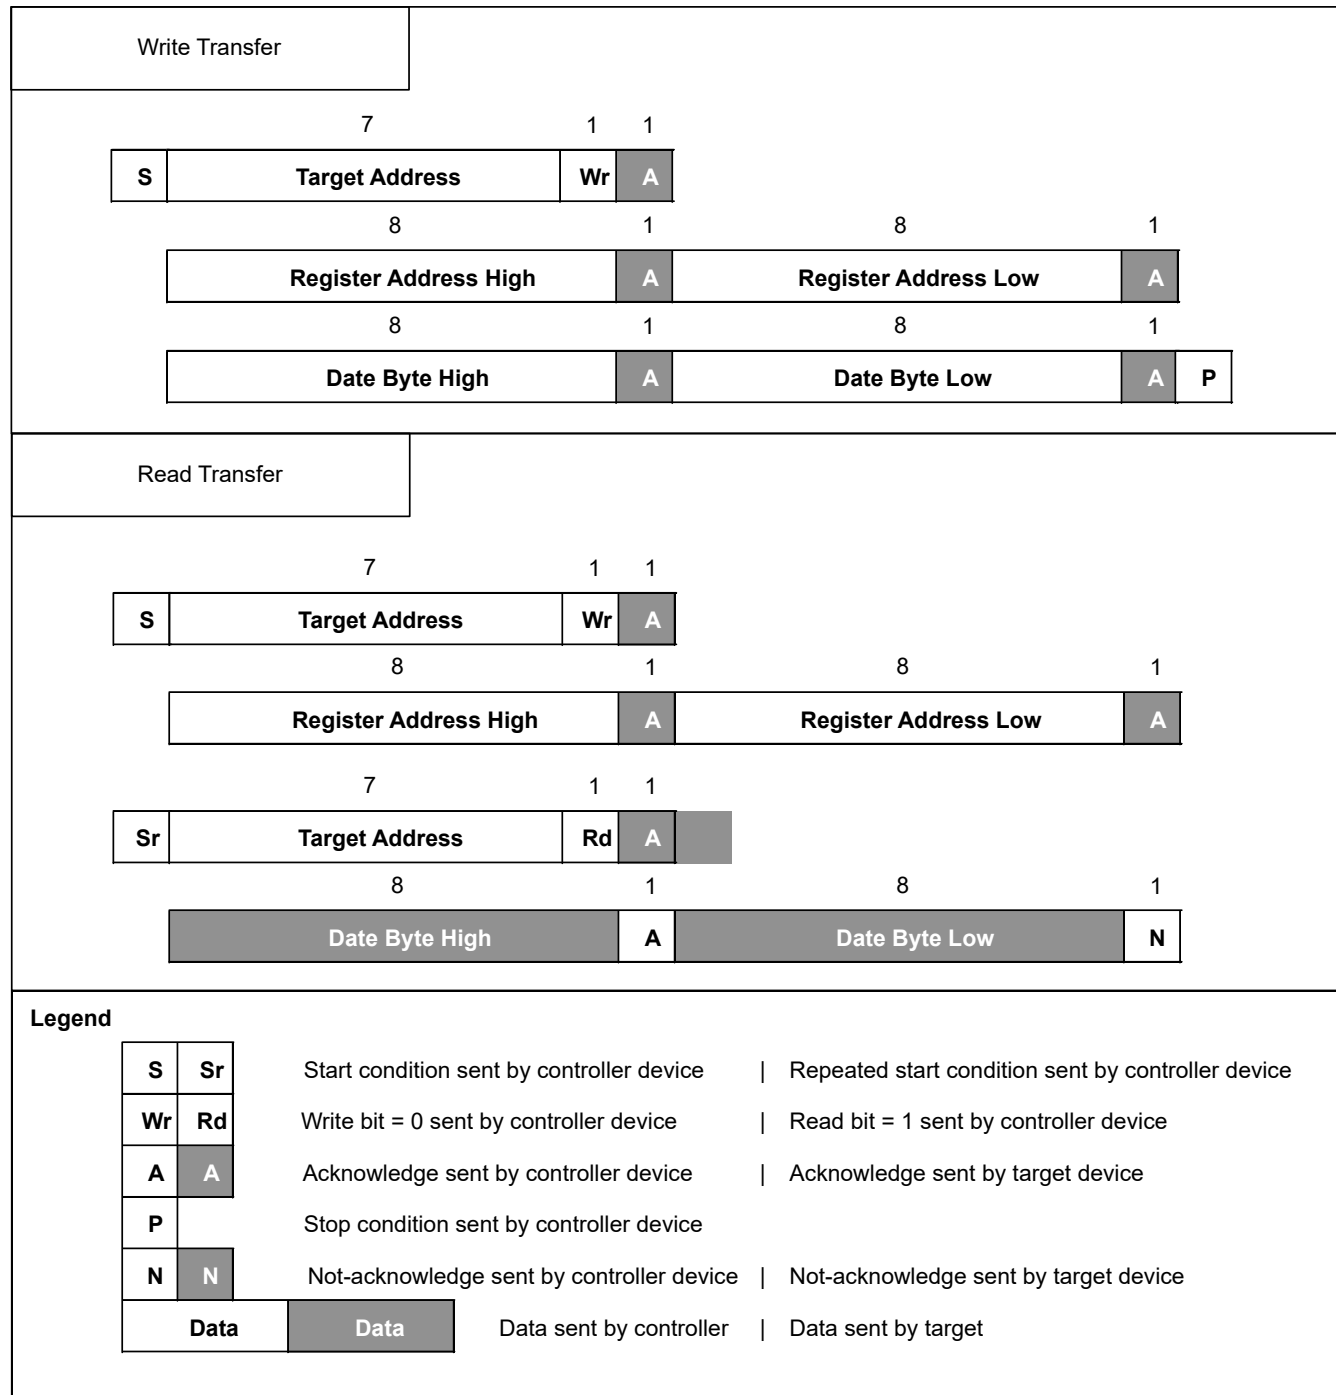 Write Transfer
7 1 1
S Target Address Wr A
8 1 8 1
Register Address High A Register Address Low A
8 1 8 1
Date Byte High A Date Byte Low A P
Read Transfer
7 1 1
S Target Address Wr A
8 1 8 1
Register Address High A Register Address Low A
7 1 1
Sr Target Address Rd A
8 1 8 1
Date Byte High A Date Byte Low N
Legend
S Sr Start condition sent by controller device | Repeated start condition sent by controller device
Wr Rd Write bit = 0 sent by controller device | Read bit = 1 sent by controller device
A A Acknowledge sent by controller device | Acknowledge sent by target device
P Stop condition sent by controller device
N N Not-acknowledge sent by controller device | Not-acknowledge sent by target device
Data Data Data sent by controller | Data sent by target